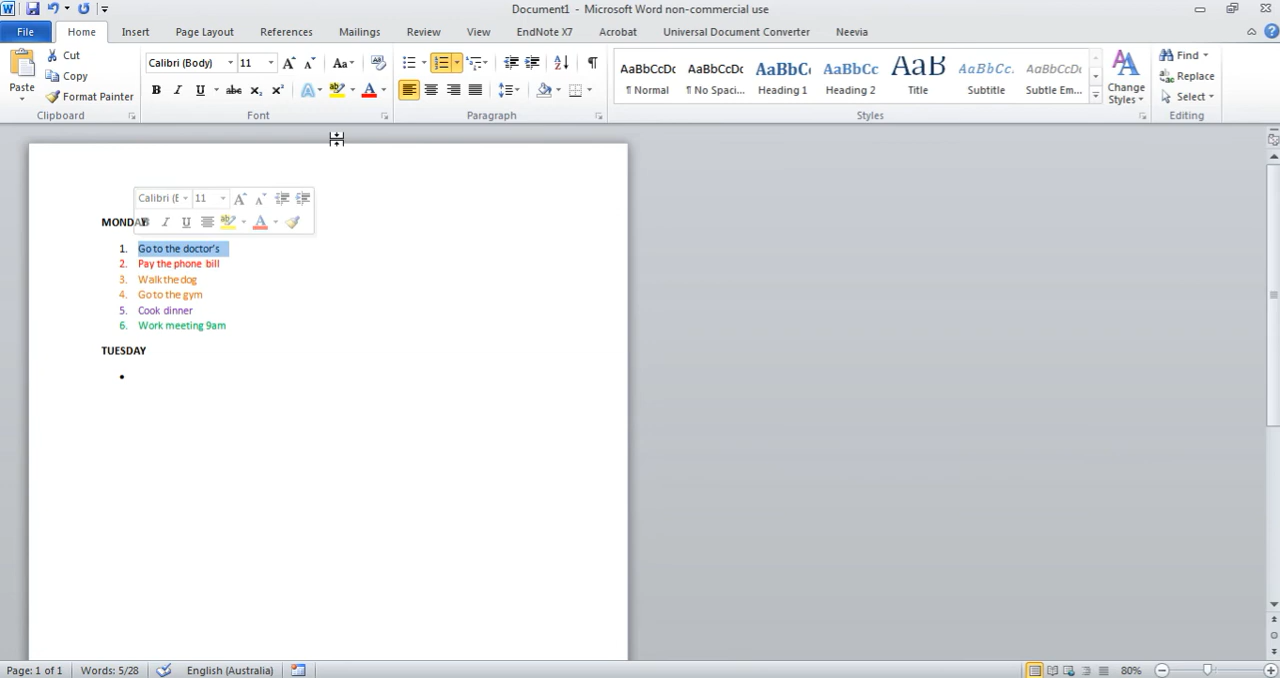 Document1 - Microsoft Word non-commercial use
File Home Insert Page Layout References Mailings Review View EndNote X7 Acrobat Universal Document Converter Neevia
Paste
Cut
Copy
Format Painter
Clipboard
Calibri (Body) 11
Font
Paragraph
AaBbCcDc AaBbCcDc AaBbC AaBbCc AaB AaBbCc. AaBbCcDc
¶ Normal ¶ No Spac... Heading 1 Heading 2 Title Subtitle Subtle Em...
Styles
Change Styles
Find
Replace
Select
Editing
Calibri (E 11
MONDAY
1. Go to the doctor's
2. Pay the phone bill
3. Walk the dog
4. Go to the gym
5. Cook dinner
6. Work meeting 9am
TUESDAY
•
Page: 1 of 1 Words: 5/28 English (Australia) 80%